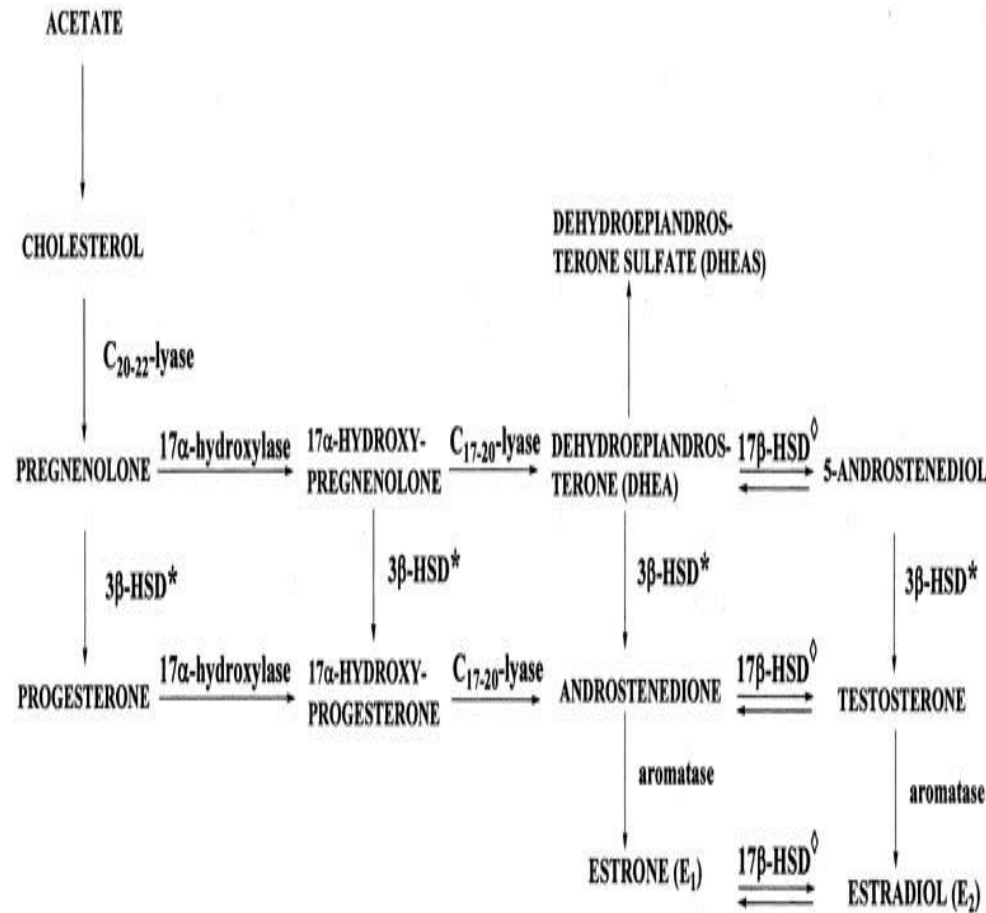 ACETATE
CHOLESTEROL
DEHYDROEPIANDROS-
TERONE SULFATE (DHEAS)
C20-22-lyase
PREGNENOLONE
17α-hydroxylase
17α-HYDROXY-
PREGNENOLONE
C17-20-lyase
DEHYDROEPIANDROS-
TERONE (DHEA)
17β-HSD◊
5-ANDROSTENEDIOL
3β-HSD*
3β-HSD*
3β-HSD*
3β-HSD*
PROGESTERONE
17α-hydroxylase
17α-HYDROXY-
PROGESTERONE
C17-20-lyase
ANDROSTENEDIONE
17β-HSD◊
TESTOSTERONE
aromatase
aromatase
ESTRONE (E1)
17β-HSD◊
ESTRADIOL (E2)